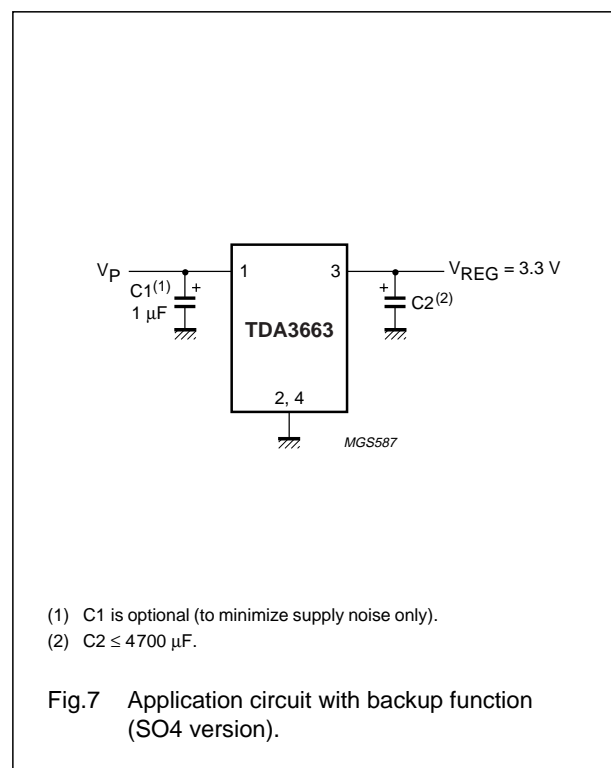 V_P
C1(1) +
1 μF
1
3
TDA3663
2, 4
+
C2(2)
V_REG = 3.3 V
MGS587
(1) C1 is optional (to minimize supply noise only).
(2) C2 ≤ 4700 μF.
Fig.7 Application circuit with backup function
(SO4 version).